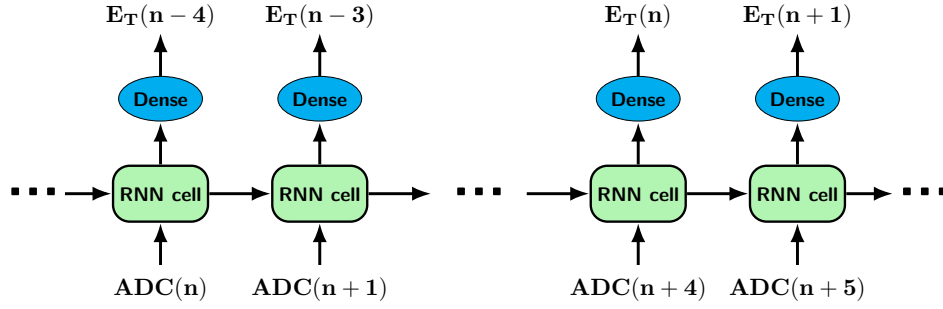 E_T(n − 4) E_T(n − 3) E_T(n) E_T(n + 1)
Dense Dense Dense Dense
RNN cell RNN cell RNN cell RNN cell
ADC(n) ADC(n + 1) ADC(n + 4) ADC(n + 5)